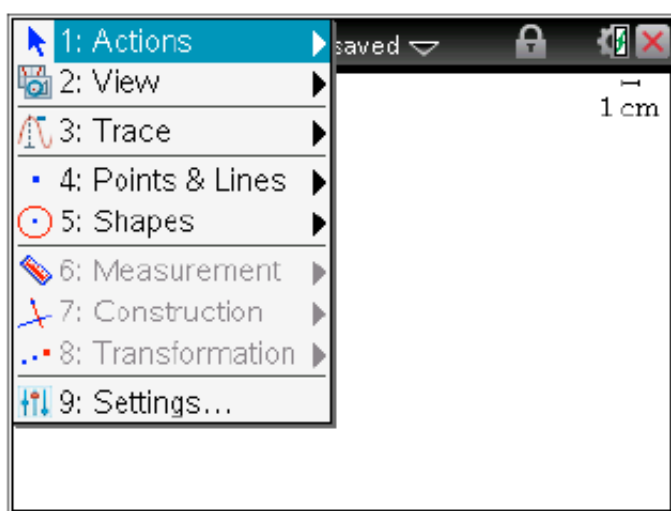 1: Actions
saved
2: View
1 cm
3: Trace
4: Points & Lines
5: Shapes
6: Measurement
7: Construction
8: Transformation
9: Settings...